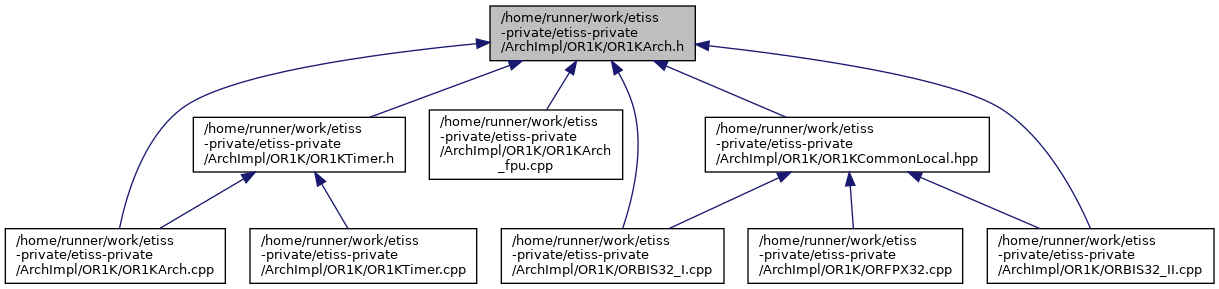 /home/runner/work/etiss
-private/etiss-private
/ArchImpl/OR1K/OR1KArch.h
/home/runner/work/etiss
-private/etiss-private
/ArchImpl/OR1K/OR1KTimer.h
/home/runner/work/etiss
-private/etiss-private
/ArchImpl/OR1K/OR1KArch
_fpu.cpp
/home/runner/work/etiss
-private/etiss-private
/ArchImpl/OR1K/OR1KCommonLocal.hpp
/home/runner/work/etiss
-private/etiss-private
/ArchImpl/OR1K/OR1KArch.cpp
/home/runner/work/etiss
-private/etiss-private
/ArchImpl/OR1K/OR1KTimer.cpp
/home/runner/work/etiss
-private/etiss-private
/ArchImpl/OR1K/ORBIS32_I.cpp
/home/runner/work/etiss
-private/etiss-private
/ArchImpl/OR1K/ORFPX32.cpp
/home/runner/work/etiss
-private/etiss-private
/ArchImpl/OR1K/ORBIS32_II.cpp